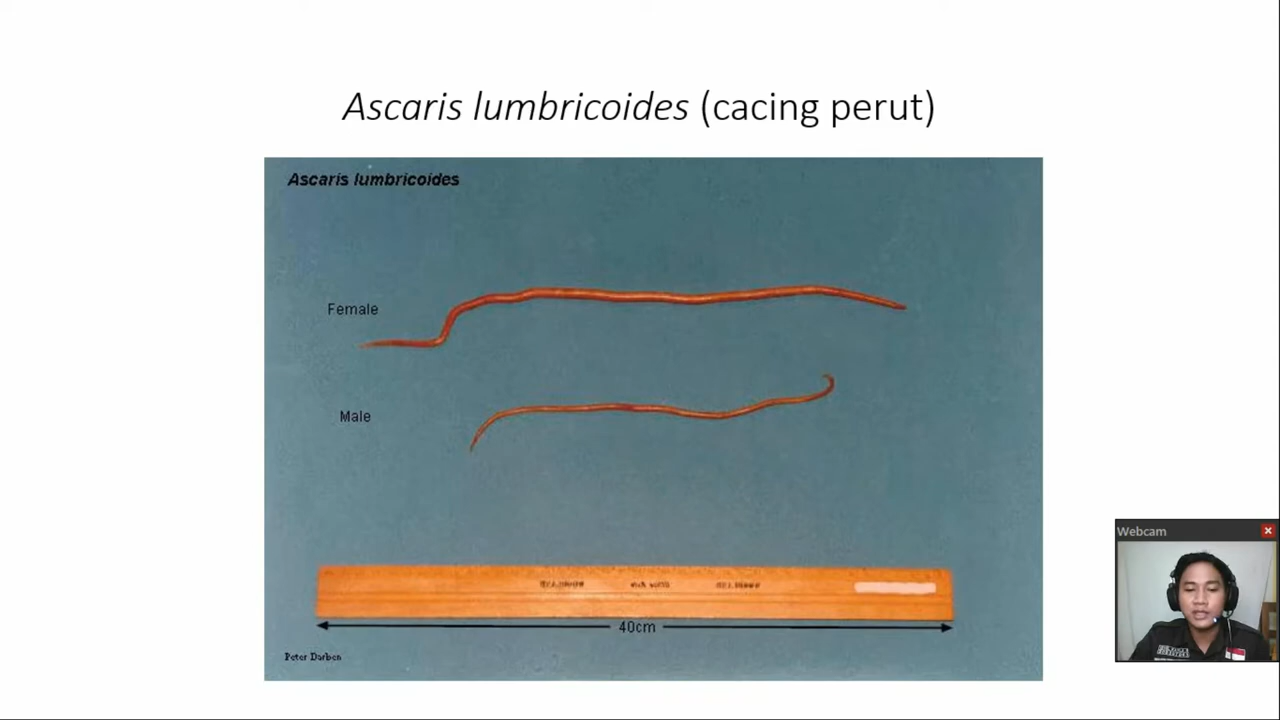 Ascaris lumbricoides (cacing perut)
Ascaris lumbricoides
Female
Male
40cm
Peter Darben
Webcam